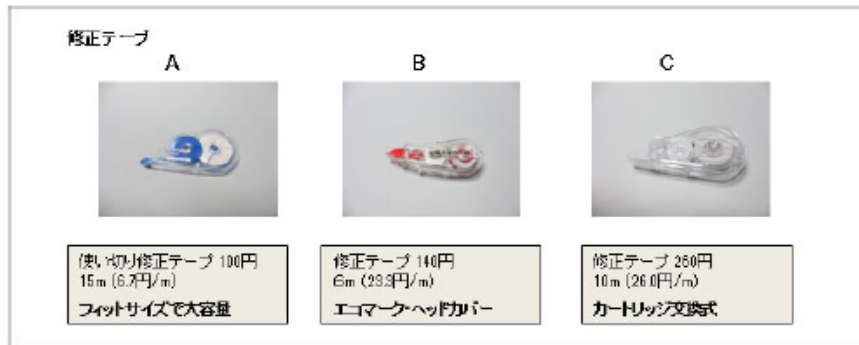 修正テープ
A
B
C
使い切り修正テープ 100円
15m (6.7円/m)
フィットサイズで大容量
修正テープ 140円
6m (23.3円/m)
エコマーク・ヘッドカバー
修正テープ 260円
10m (26.0円/m)
カートリッジ交換式